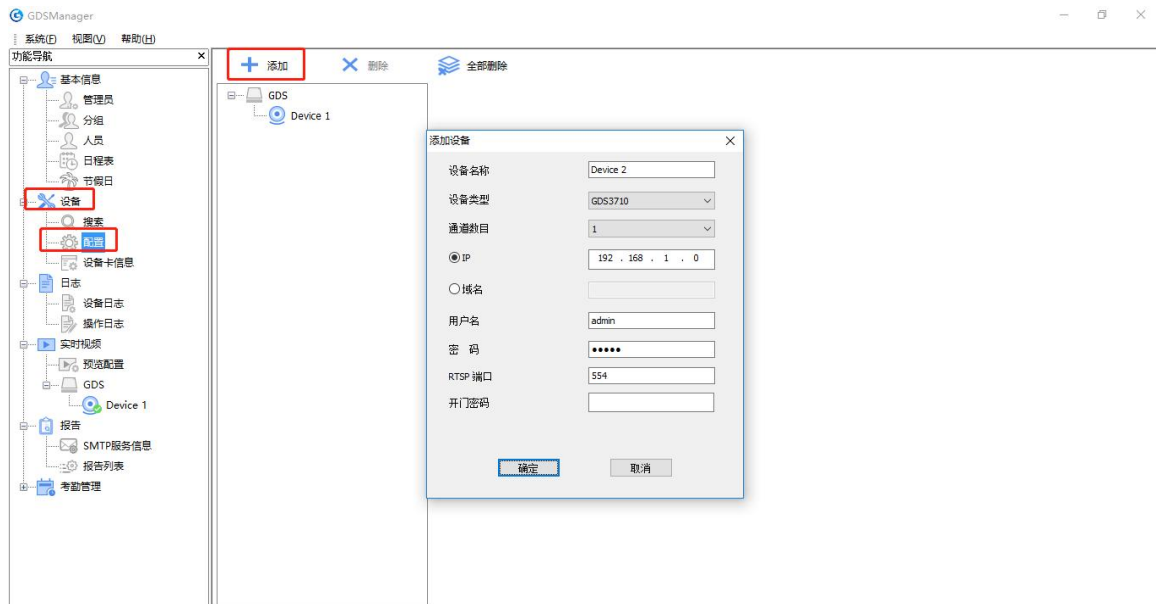 GDSManager
系统(F) 视图(V) 帮助(H)
功能导航
添加 删除 全部删除
基本信息
管理员
分组
人员
日程表
节假日
设备
搜索
配置
设备卡信息
日志
设备日志
操作日志
实时视频
预览配置
GDS
Device 1
报告
SMTP服务信息
报告列表
考勤管理
GDS
Device 1
添加设备
设备名称 Device 2
设备类型 GDS3710
通道数目 1
IP 192 . 168 . 1 . 0
域名
用户名 admin
密 码 •••••
RTSP 端口 554
开门密码
确定 取消